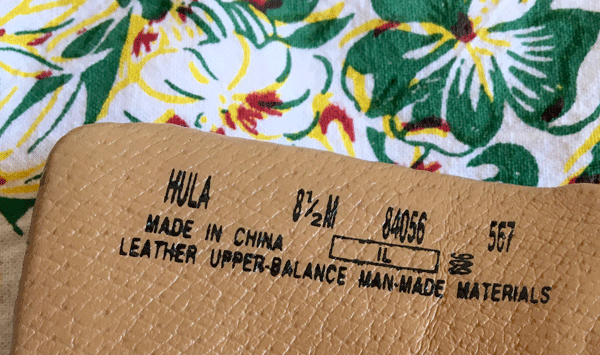 HULA 8½M 84056 567
MADE IN CHINA IL
LEATHER UPPER-BALANCE MAN-MADE MATERIALS